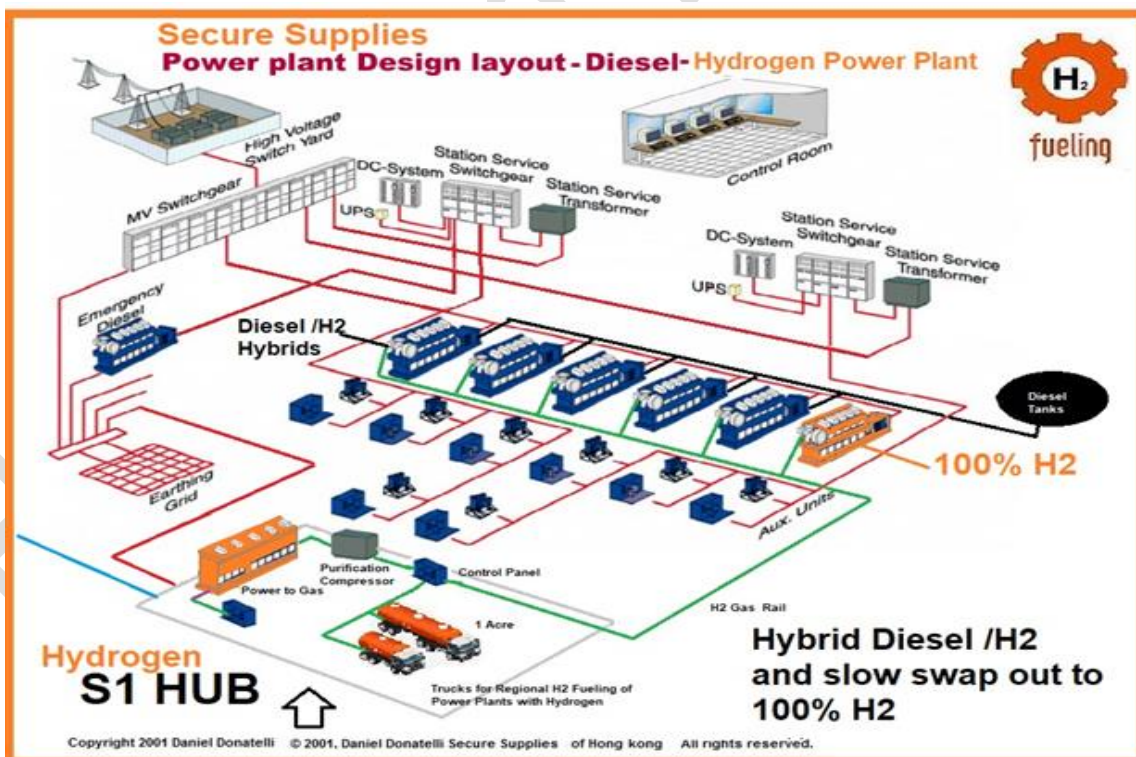 Secure Supplies
Power plant Design layout - Diesel- Hydrogen Power Plant
H2
fueling
High Voltage
Switch Yard
Control Room
MV Switchgear
DC-System
UPS
Station Service
Switchgear
Station Service
Transformer
DC-System
UPS
Station Service
Switchgear
Station Service
Transformer
Emergency
Diesel
Diesel /H2
Hybrids
Diesel
Tanks
100% H2
Earthing
Grid
Aux. Units
Power to Gas
Purification
Compressor
Control Panel
1 Acre
H2 Gas Rail
Trucks for Regional H2 Fueling of
Power Plants with Hydrogen
Hydrogen
S1 HUB
Hybrid Diesel /H2
and slow swap out to
100% H2
Copyright 2001 Daniel Donatelli © 2001, Daniel Donatelli Secure Supplies of Hong kong All rights reserved.